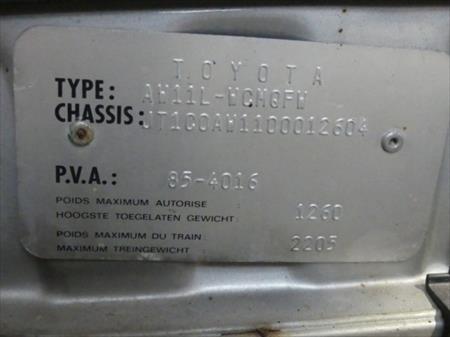 TOYOTA
TYPE: AW11L-WCMQFW
CHASSIS: JT1C0AW1100012604
P.V.A.: 85-4016
POIDS MAXIMUM AUTORISE
HOOGSTE TOEGELATEN GEWICHT: 1260
POIDS MAXIMUM DU TRAIN:
MAXIMUM TREINGEWICHT: 2205